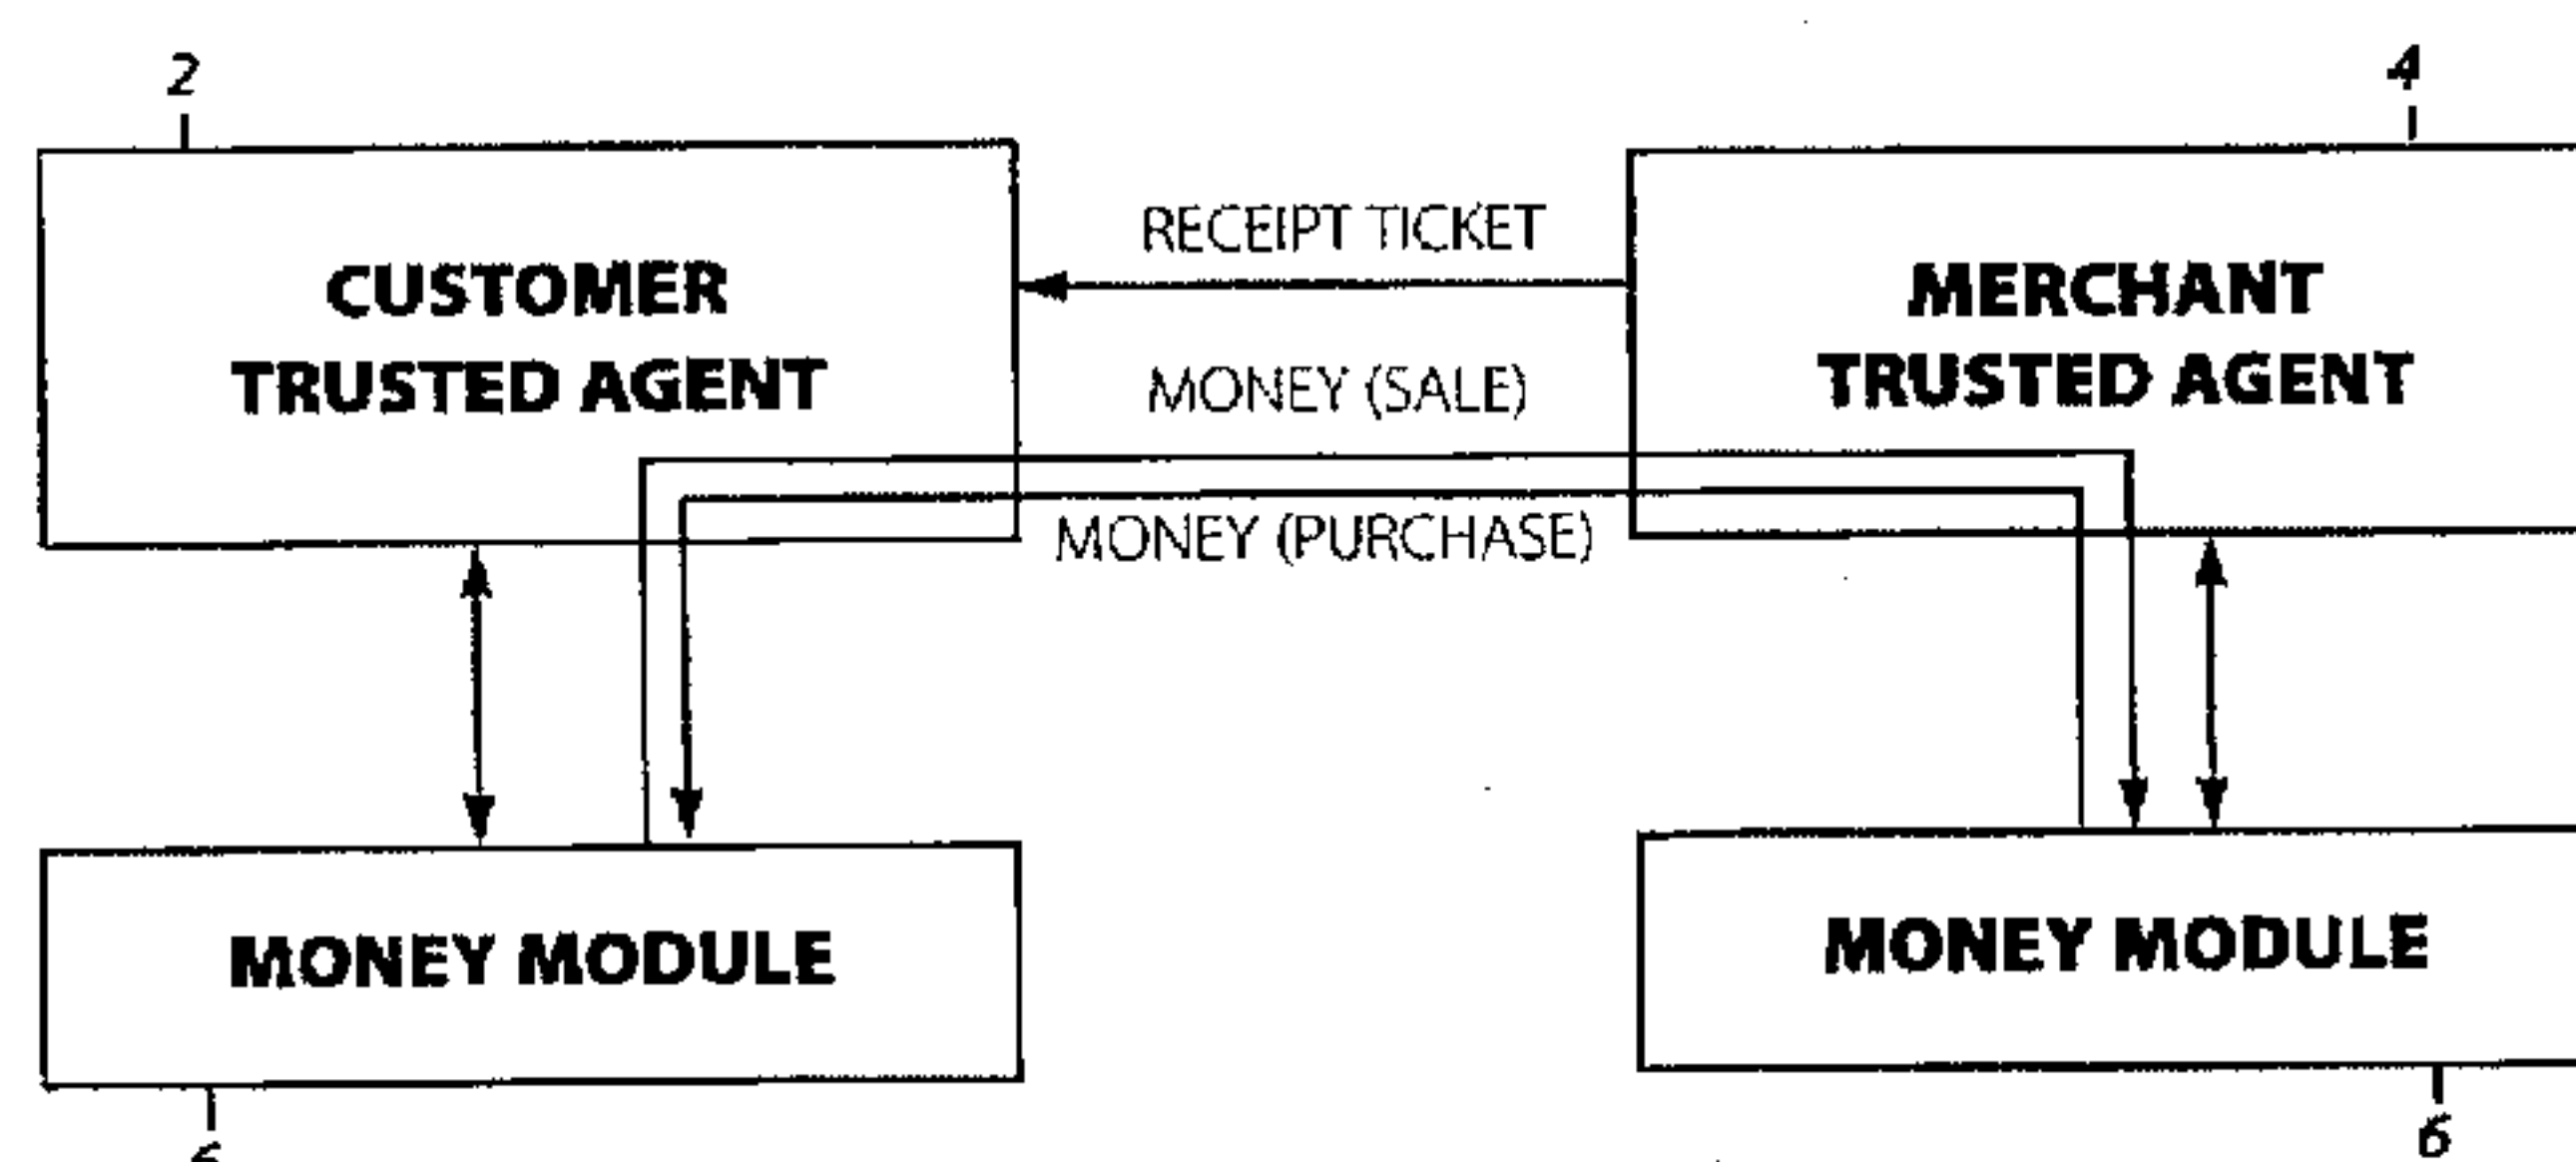 2
4
CUSTOMER
TRUSTED AGENT
RECEIPT TICKET
MERCHANT
TRUSTED AGENT
MONEY (SALE)
MONEY (PURCHASE)
MONEY MODULE
MONEY MODULE
6
6